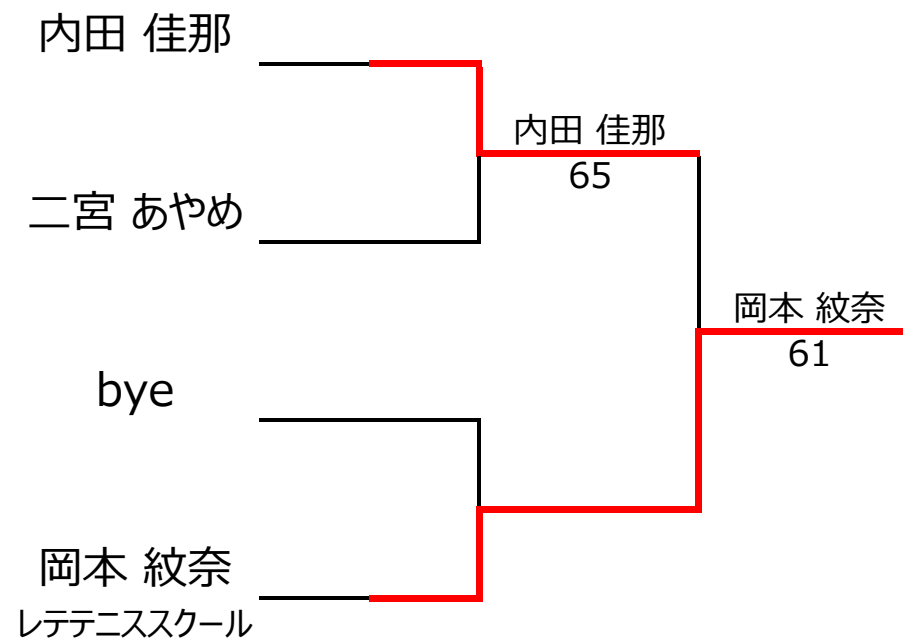 内田 佳那
内田 佳那
65
二宮 あやめ
岡本 紋奈
61
bye
岡本 紋奈
レテテニススクール